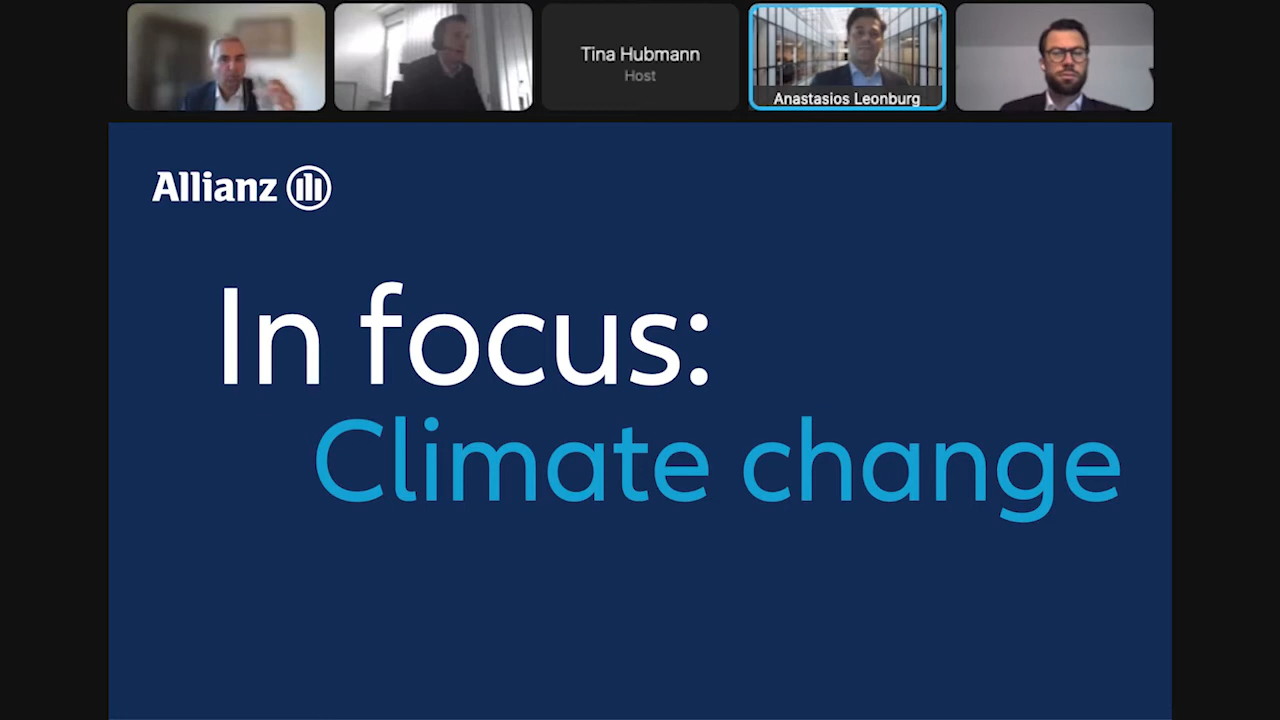 Tina Hubmann
Host
Anastasios Leonburg
Allianz
In focus:
Climate change